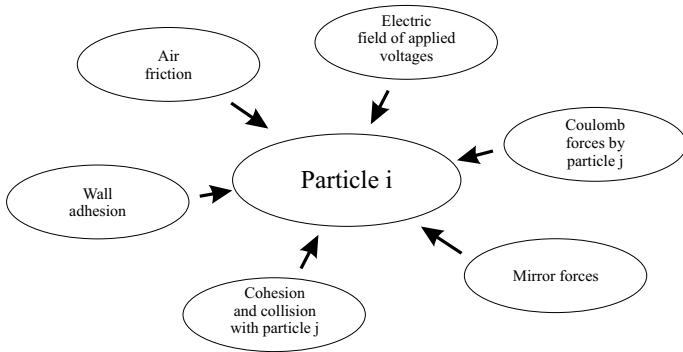 Electric
field of applied
voltages
Air
friction
Coulomb
forces by
particle j
Particle i
Wall
adhesion
Mirror forces
Cohesion
and collision
with particle j